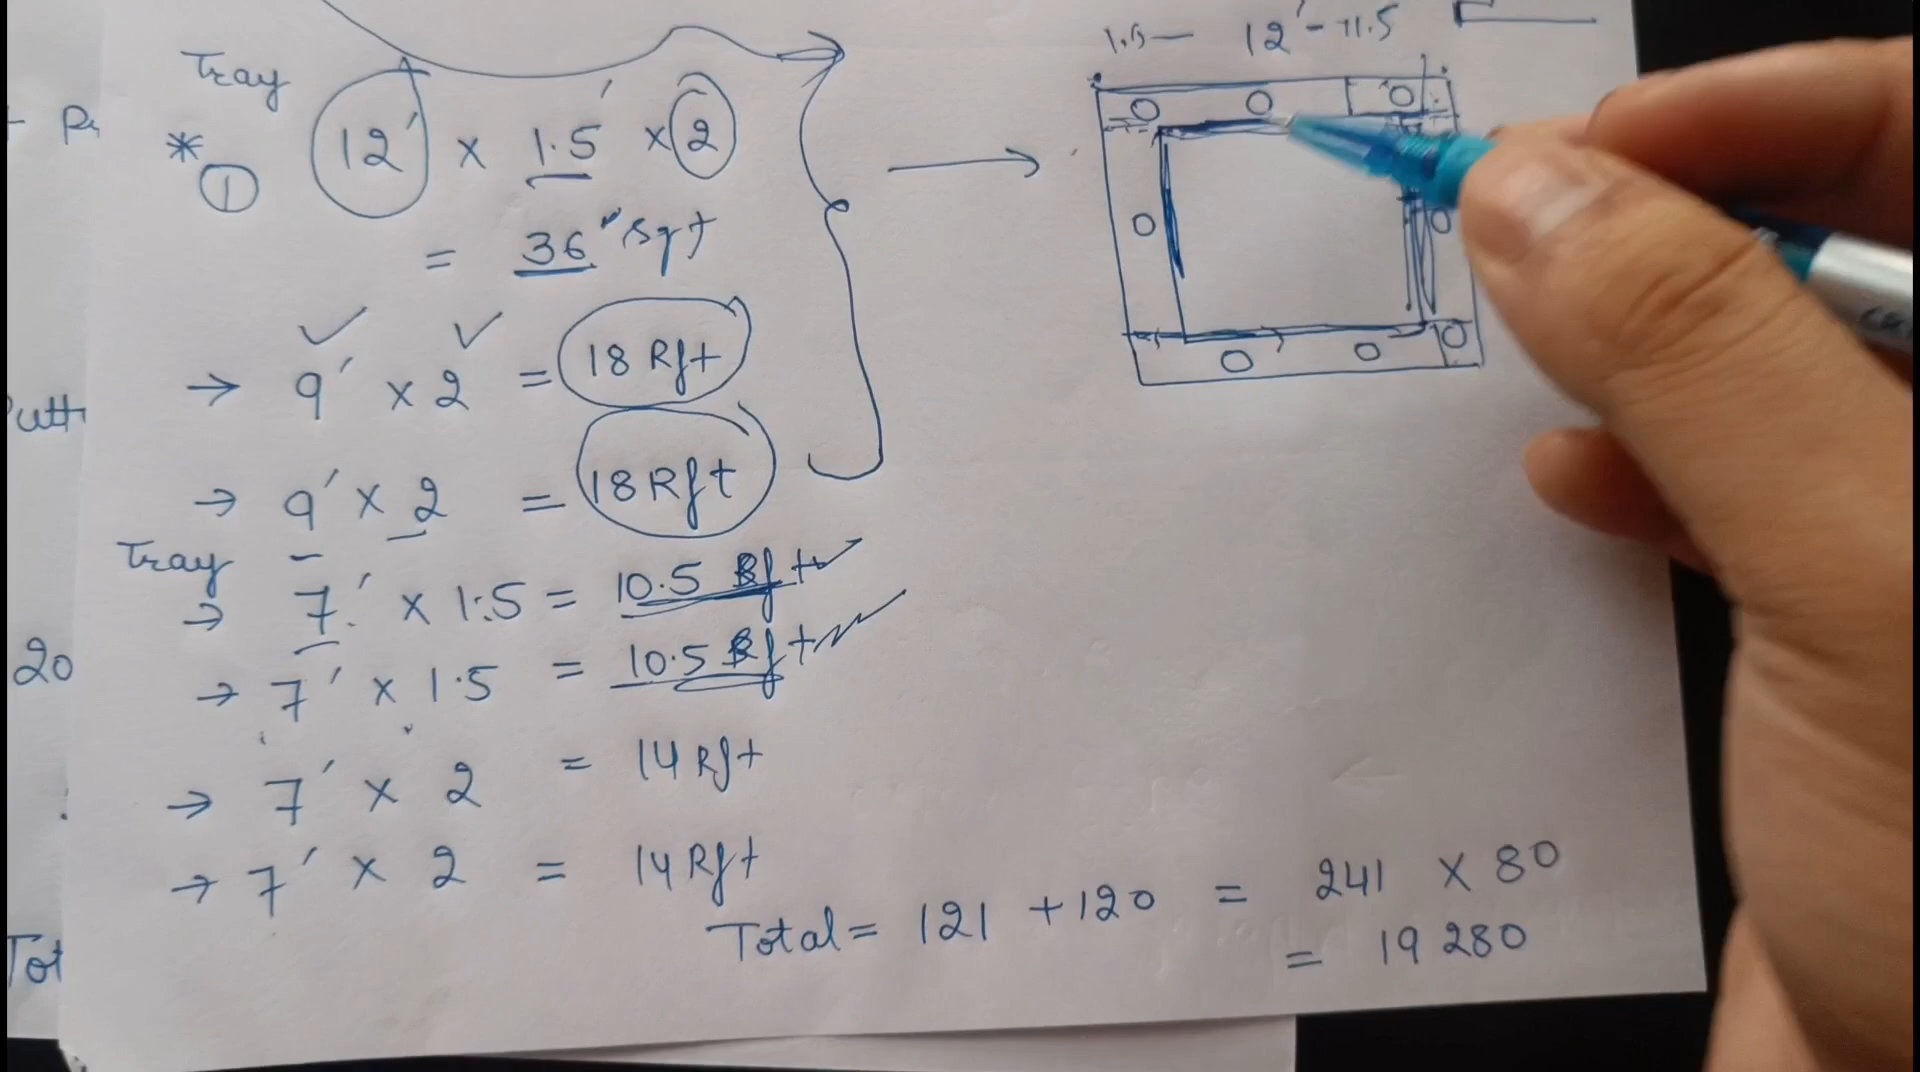 1.5 — 12' - 11.5
Tray
* ① 12' x 1.5' x 2
= 36" sqft
→ 9' x 2 = 18 Rft
→ 9' x 2 = 18 Rft
Tray
→ 7' x 1.5 = 10.5 Rft
→ 7' x 1.5 = 10.5 Rft
→ 7' x 2 = 14 Rft
→ 7' x 2 = 14 Rft
Total = 121 + 120 = 241 x 80
= 19280
20
Tot